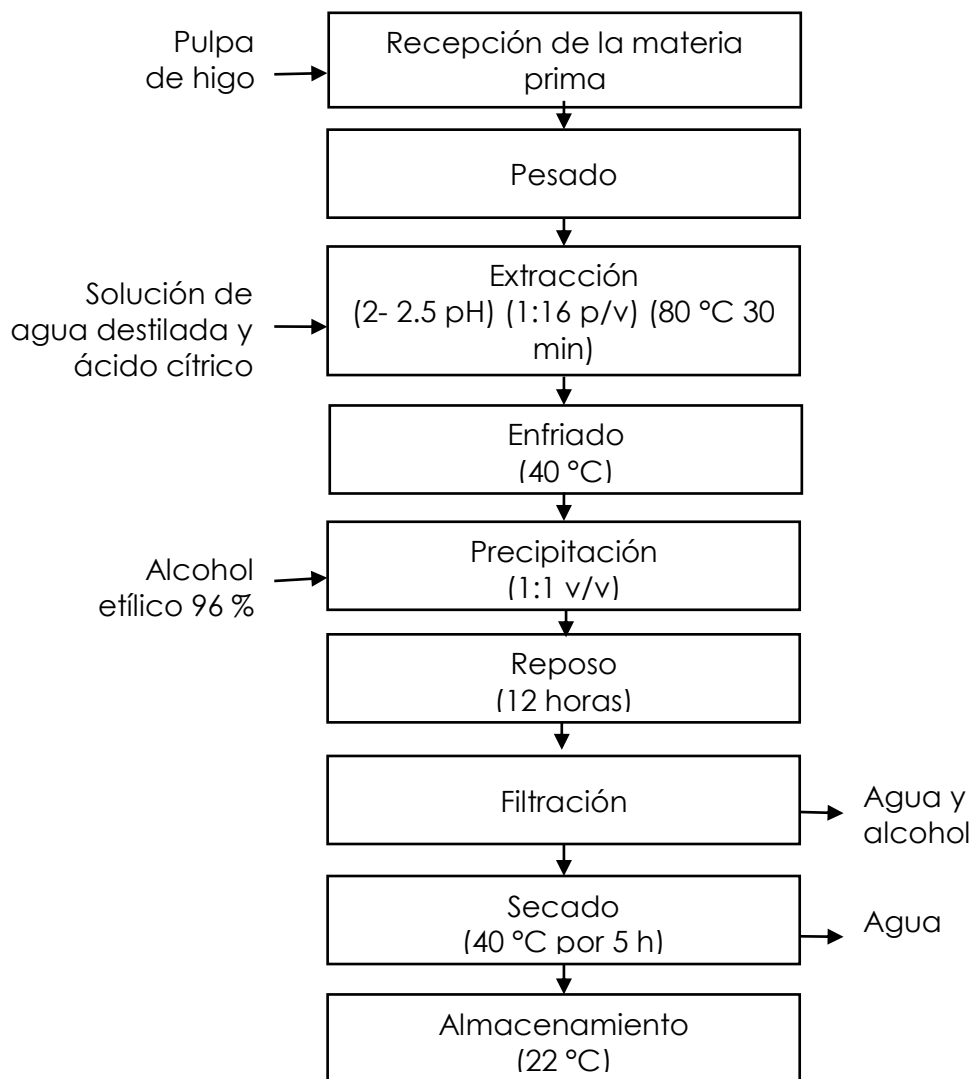 Pulpa
de higo
Recepción de la materia
prima
Pesado
Solución de
agua destilada y
ácido cítrico
Extracción
(2- 2.5 pH) (1:16 p/v) (80 °C 30
min)
Enfriado
(40 °C)
Alcohol
etílico 96 %
Precipitación
(1:1 v/v)
Reposo
(12 horas)
Filtración
Agua y
alcohol
Secado
(40 °C por 5 h)
Agua
Almacenamiento
(22 °C)